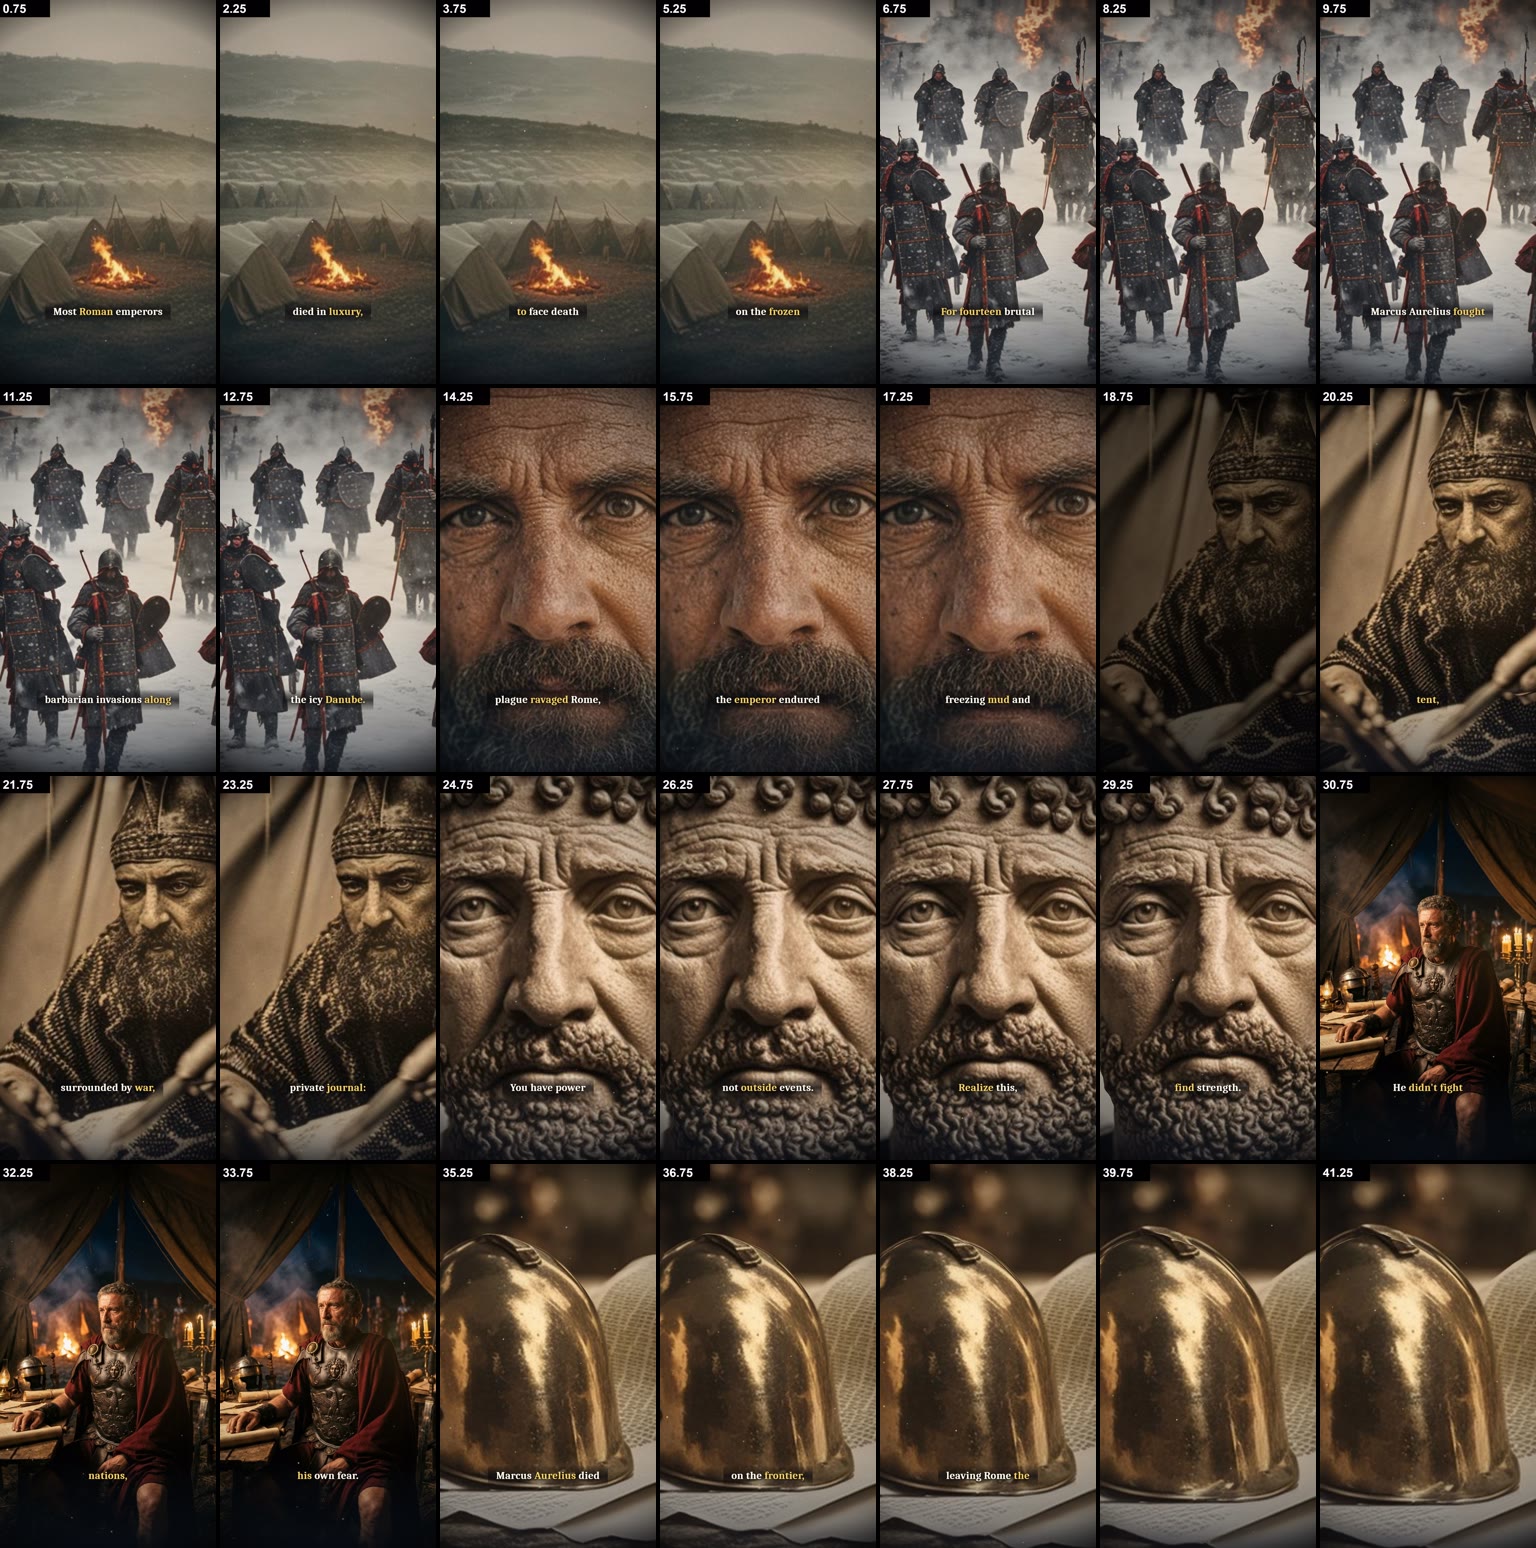 0.75
2.25
3.75
5.25
6.75
8.25
9.75
Most Roman emperors
died in luxury,
to face death
on the frozen
For fourteen brutal
Marcus Aurelius fought
11.25
12.75
14.25
15.75
17.25
18.75
20.25
barbarian invasions along
the icy Danube.
plague ravaged Rome,
the emperor endured
freezing mud and
tent,
21.75
23.25
24.75
26.25
27.75
29.25
30.75
surrounded by war,
private journal:
You have power
not outside events.
Realize this,
find strength.
He didn't fight
32.25
33.75
35.25
36.75
38.25
39.75
41.25
nations,
his own fear.
Marcus Aurelius died
on the frontier,
leaving Rome the